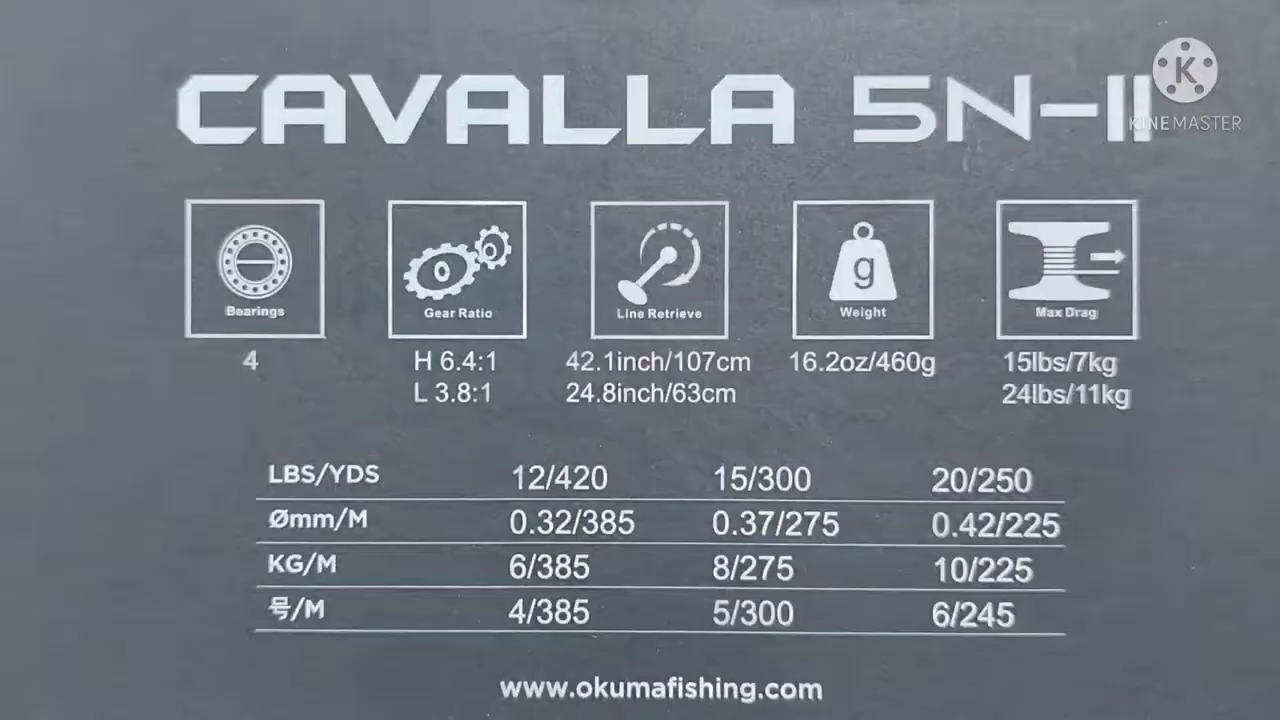 CAVALLA 5N-II
K
KINEMASTER
Bearings
Gear Ratio
Line Retrieve
g
Weight
Max Drag
4
H 6.4:1
L 3.8:1
42.1inch/107cm
24.8inch/63cm
16.2oz/460g
15lbs/7kg
24lbs/11kg
LBS/YDS 12/420 15/300 20/250
Ømm/M 0.32/385 0.37/275 0.42/225
KG/M 6/385 8/275 10/225
号/M 4/385 5/300 6/245
www.okumafishing.com